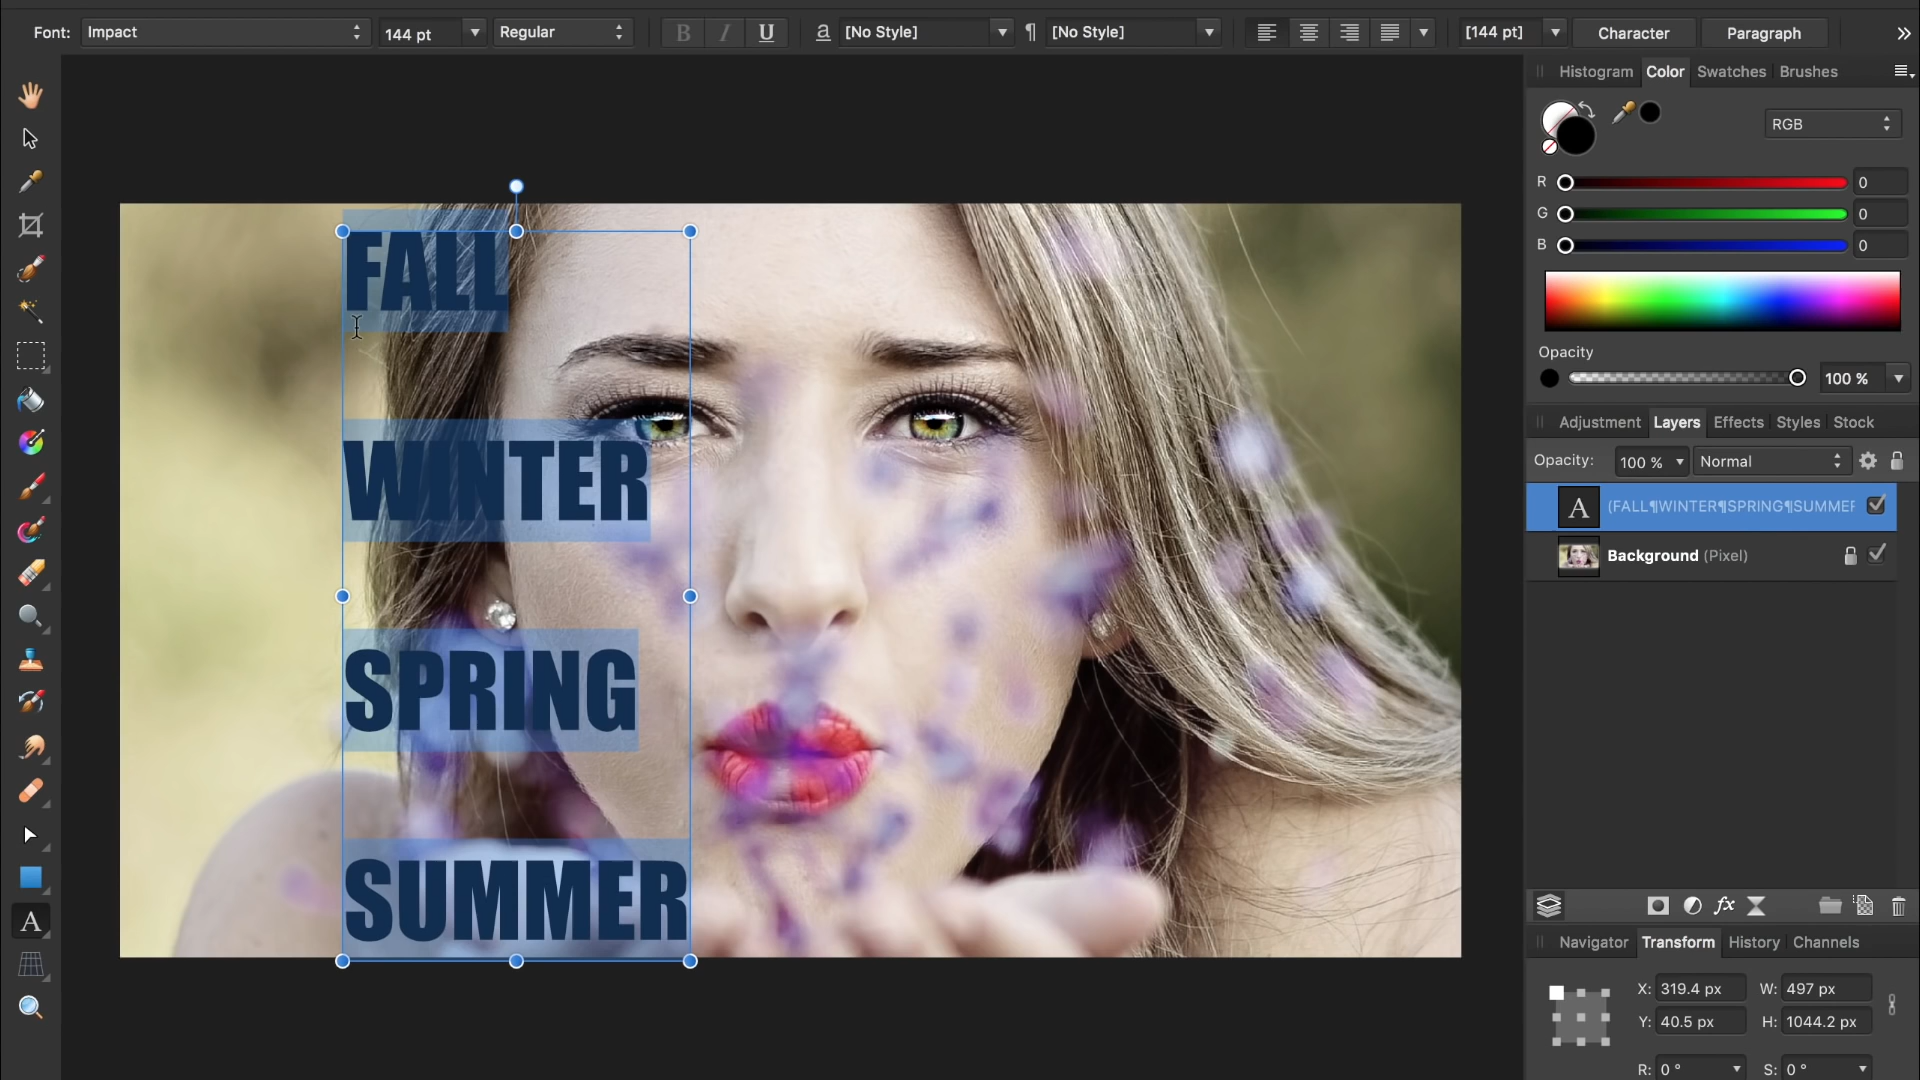 Font: Impact 144 pt Regular B I U a [No Style] ¶ [No Style] [144 pt] Character Paragraph
Histogram Color Swatches Brushes
RGB
R 0
G 0
B 0
Opacity
100 %
Adjustment Layers Effects Styles Stock
Opacity: 100 % Normal
A (FALL¶WINTER¶SPRING¶SUMMER
Background (Pixel)
fx
Navigator Transform History Channels
X: 319.4 px W: 497 px
Y: 40.5 px H: 1044.2 px
R: 0 ° S: 0 °
A
FALL
WINTER
SPRING
SUMMER